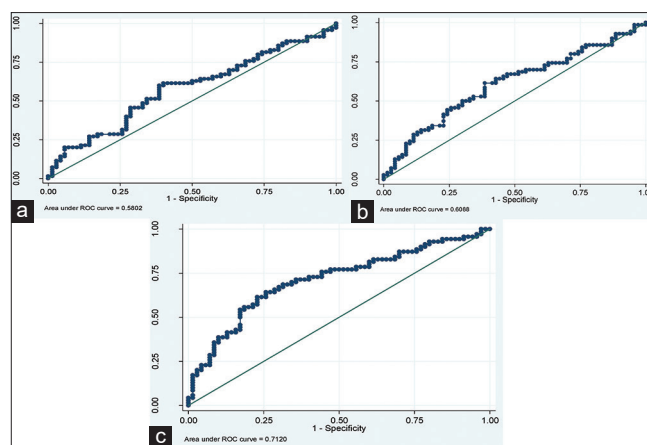 1.00
0.75
0.50
0.25
0.00
0.00 0.25 0.50 0.75 1.00
1 - Specificity
Area under ROC curve = 0.5802
a
1.00
0.75
0.50
0.25
0.00
0.00 0.25 0.50 0.75 1.00
1 - Specificity
Area under ROC curve = 0.6088
b
1.00
0.75
0.50
0.25
0.00
0.00 0.25 0.50 0.75 1.00
1 - Specificity
Area under ROC curve = 0.7120
c